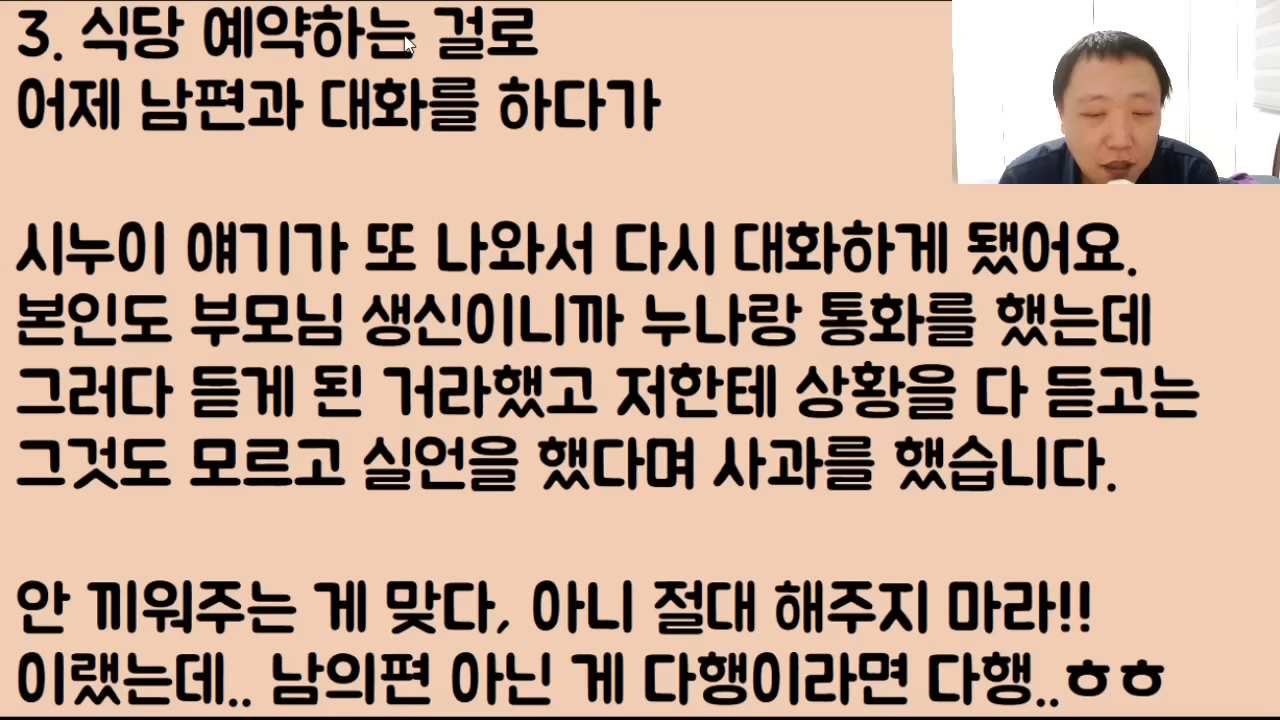 3. 식당 예약하는 걸로
어제 남편과 대화를 하다가
시누이 얘기가 또 나와서 다시 대화하게 됐어요.
본인도 부모님 생신이니까 누나랑 통화를 했는데
그러다 듣게 된 거라했고 저한테 상황을 다 듣고는
그것도 모르고 실언을 했다며 사과를 했습니다.
안 끼워주는 게 맞다, 아니 절대 해주지 마라!!
이랬는데.. 남의편 아닌 게 다행이라면 다행..ㅎㅎ